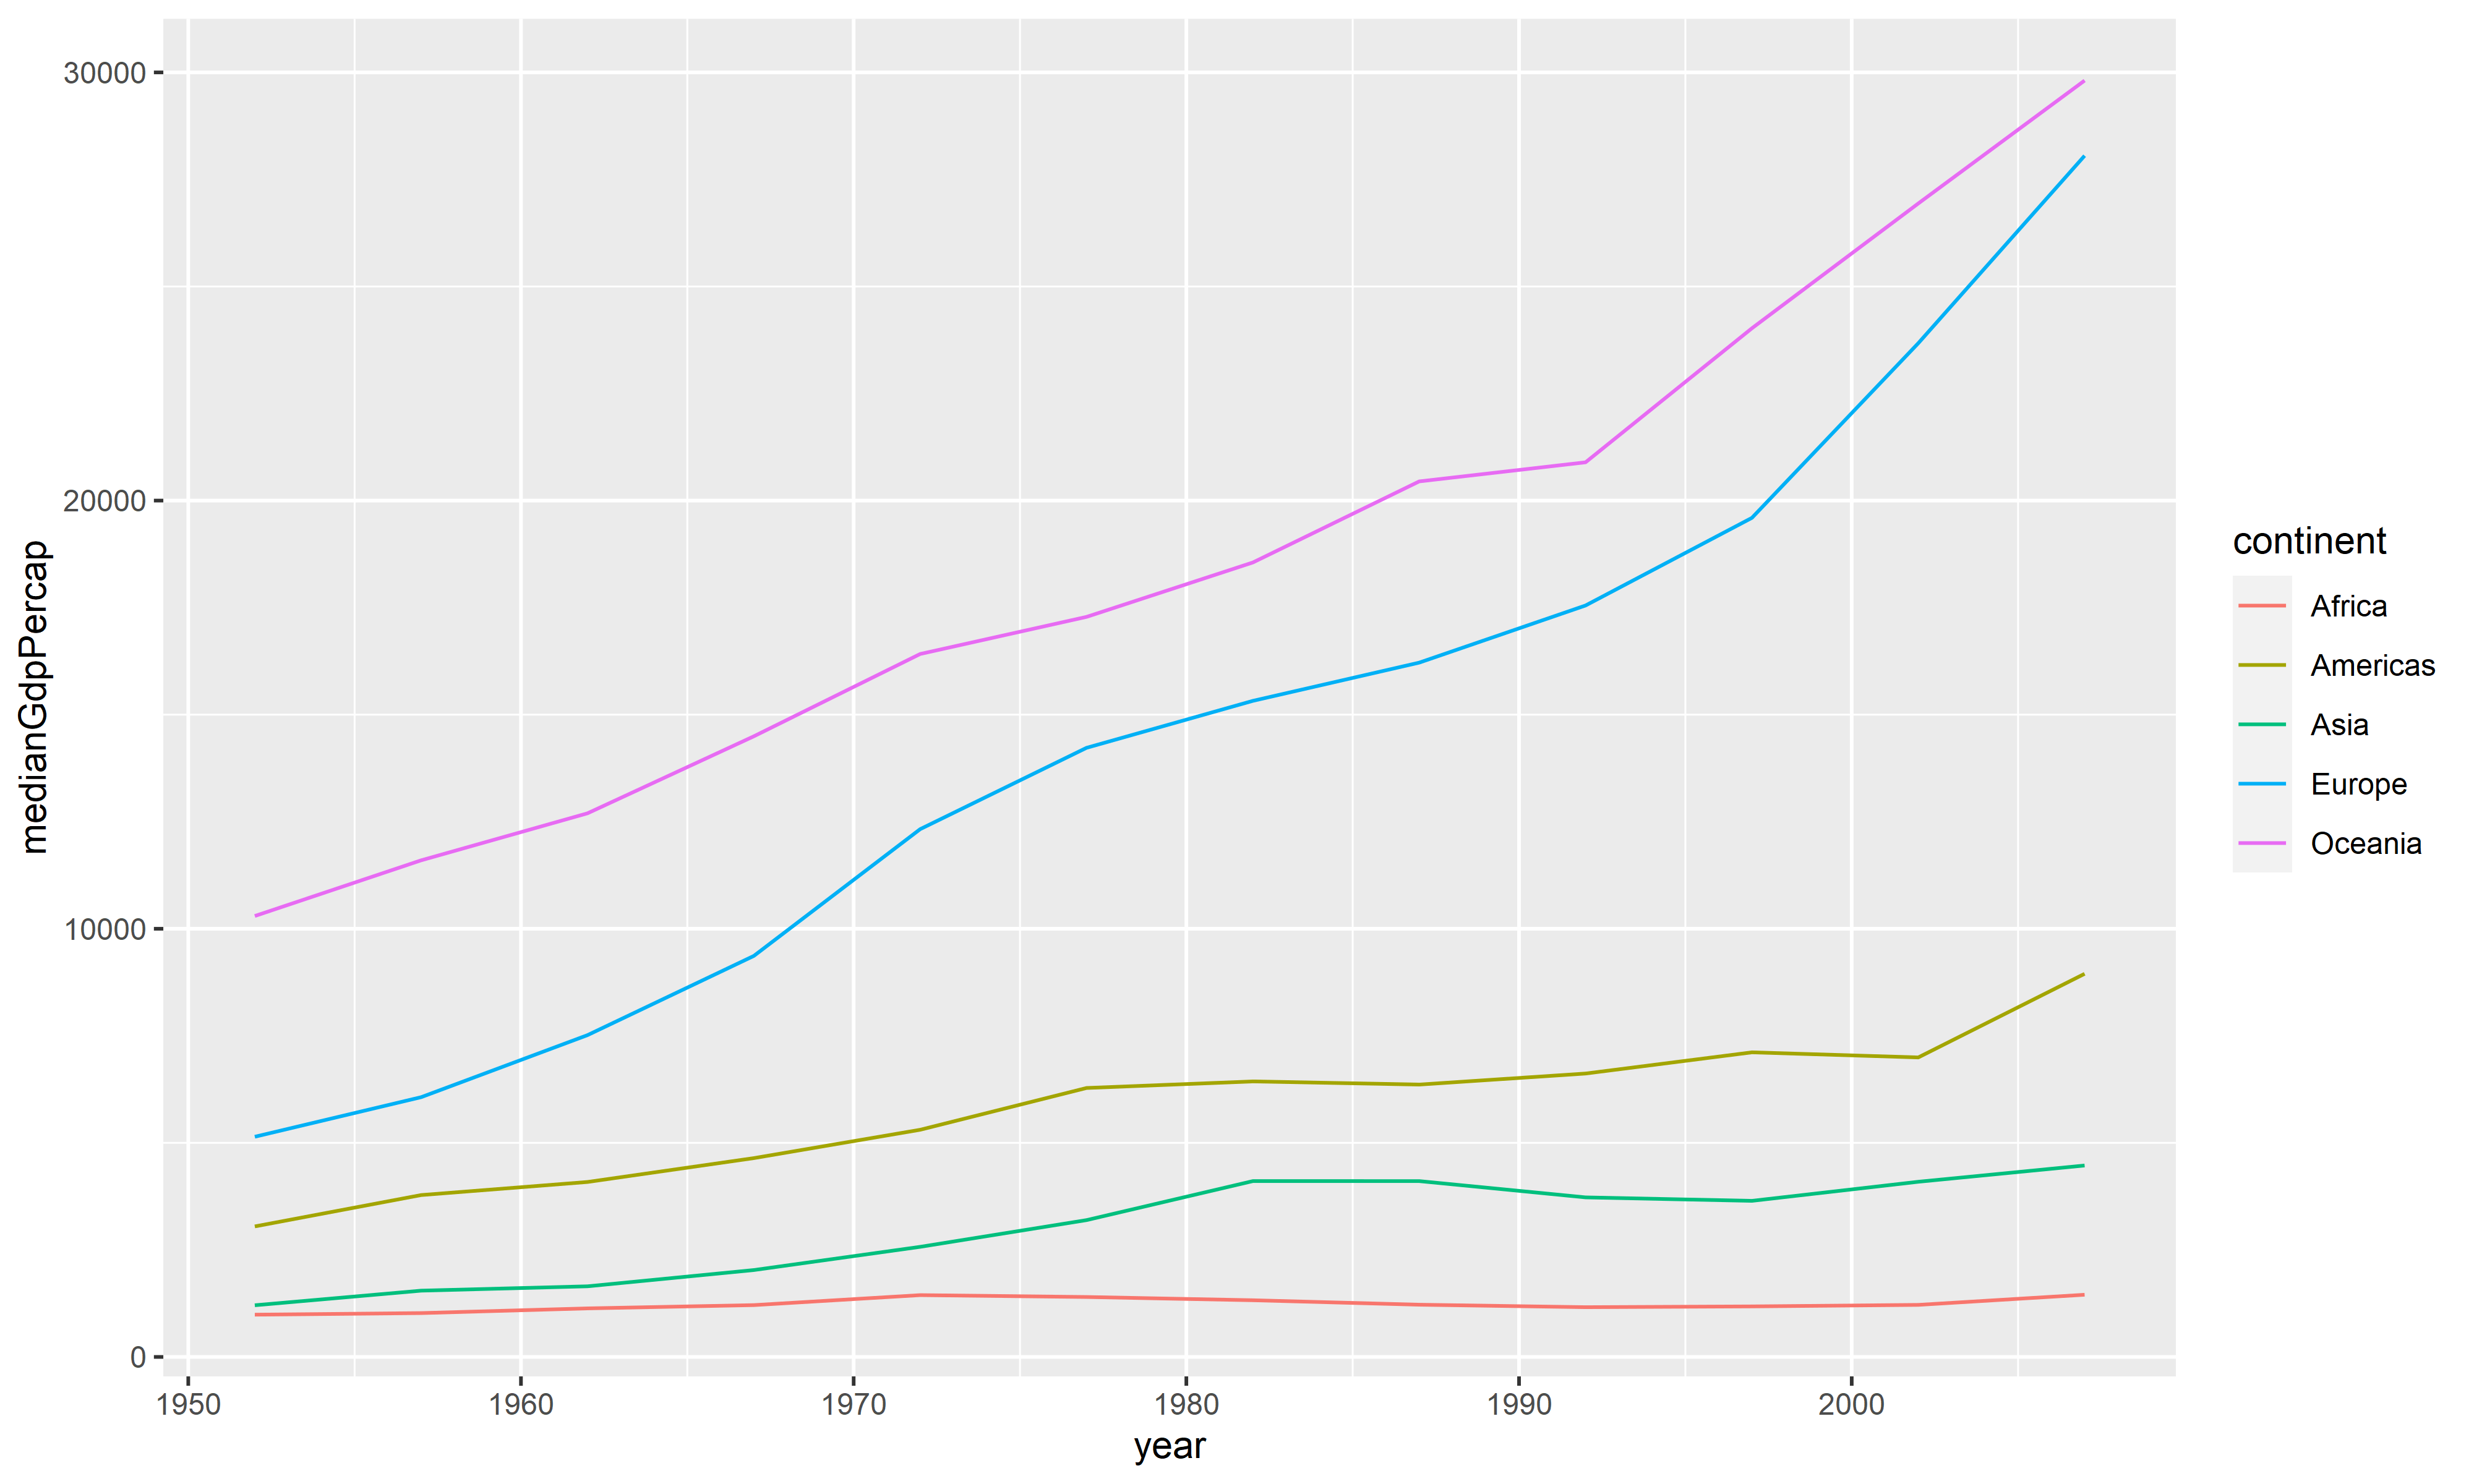 medianGdpPercap
30000
20000
10000
0
1950 1960 1970 1980 1990 2000
year
continent
Africa
Americas
Asia
Europe
Oceania